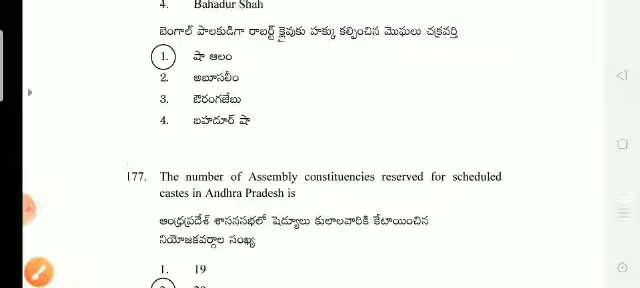 4. Bahadur Shah
బెంగాల్ పాలకుడిగా రాబర్ట్ క్లైవుకు హక్కు కల్పించిన మొఘలు చక్రవర్తి
1. షా ఆలం
2. అబూసలీం
3. ఔరంగజేబు
4. బహదూర్ షా
177. The number of Assembly constituencies reserved for scheduled
castes in Andhra Pradesh is
ఆంధ్రప్రదేశ్ శాసనసభలో షెడ్యూలు కులాలవారికి కేటాయించిన
నియోజకవర్గాల సంఖ్య
1. 19